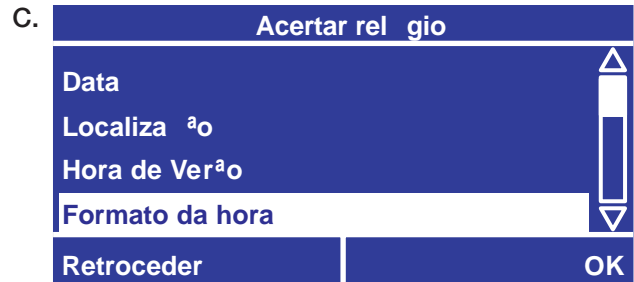 C.
Acertar rel gio
Data
Localiza ªo
Hora de Verªo
Formato da hora
Retroceder OK